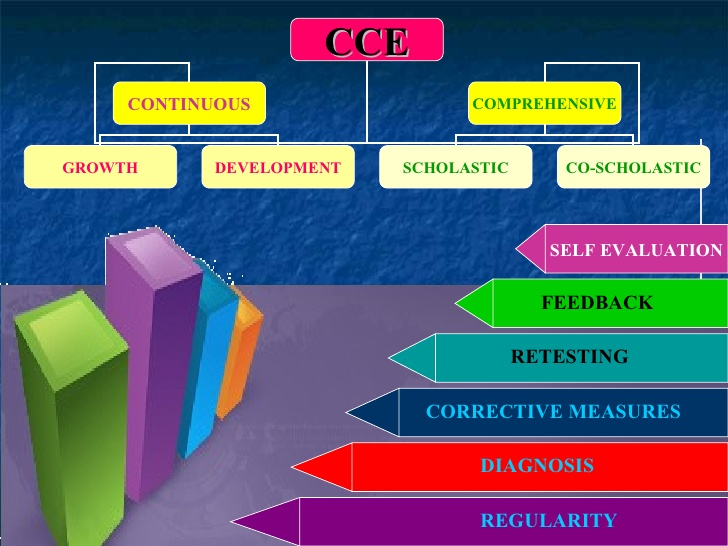 CCE
CONTINUOUS
COMPREHENSIVE
GROWTH
DEVELOPMENT
SCHOLASTIC
CO-SCHOLASTIC
SELF EVALUATION
FEEDBACK
RETESTING
CORRECTIVE MEASURES
DIAGNOSIS
REGULARITY